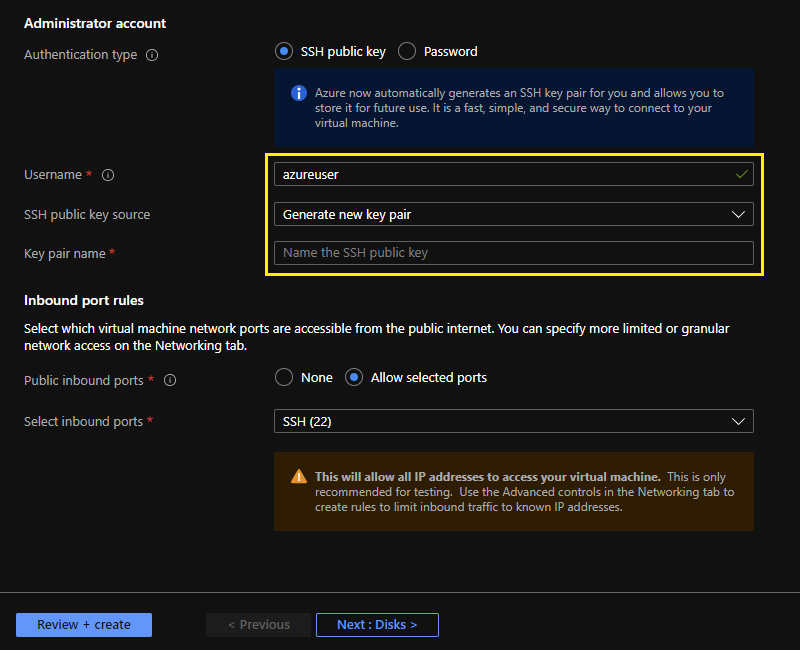 Administrator account
Authentication type
SSH public key
Password
Azure now automatically generates an SSH key pair for you and allows you to
store it for future use. It is a fast, simple, and secure way to connect to your
virtual machine.
Username *
azureuser
SSH public key source
Generate new key pair
Key pair name *
Name the SSH public key
Inbound port rules
Select which virtual machine network ports are accessible from the public internet. You can specify more limited or granular
network access on the Networking tab.
Public inbound ports *
None
Allow selected ports
Select inbound ports *
SSH (22)
This will allow all IP addresses to access your virtual machine. This is only
recommended for testing. Use the Advanced controls in the Networking tab to
create rules to limit inbound traffic to known IP addresses.
Review + create
< Previous
Next : Disks >